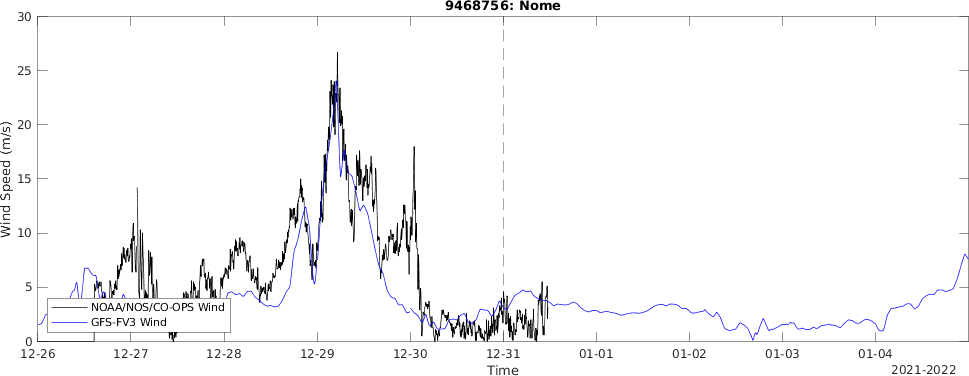 9468756: Nome
30
25
20
15
10
5
0
Wind Speed (m/s)
NOAA/NOS/CO-OPS Wind
GFS-FV3 Wind
12-26 12-27 12-28 12-29 12-30 12-31 01-01 01-02 01-03 01-04
Time
2021-2022